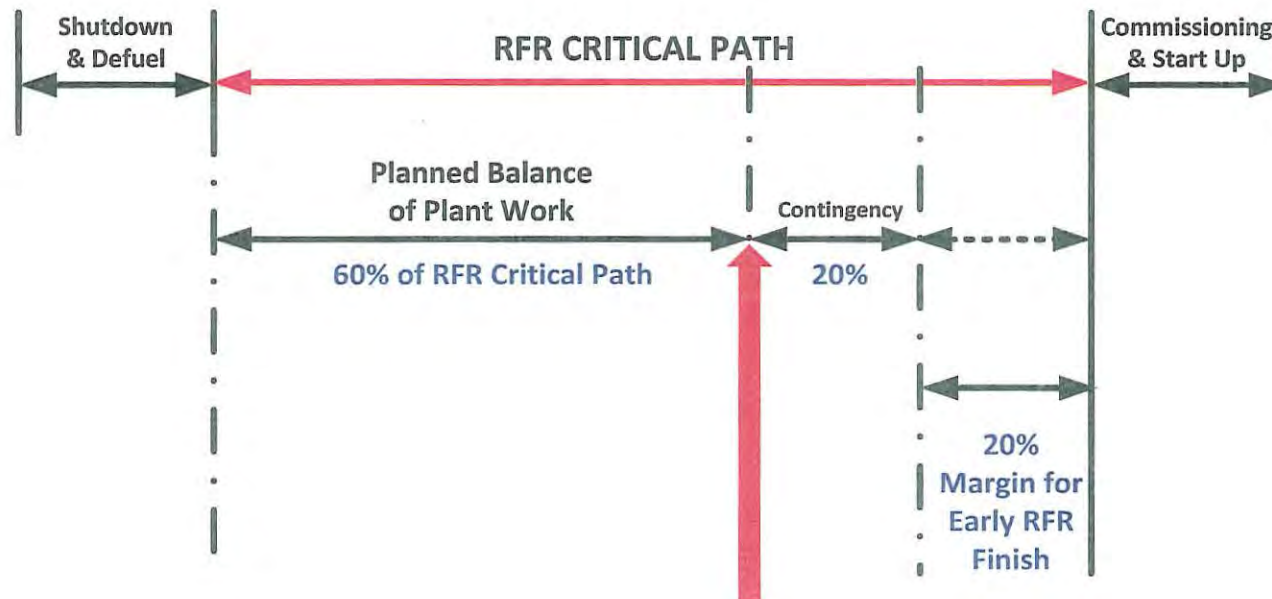 Shutdown
& Defuel
RFR CRITICAL PATH
Commissioning
& Start Up
Planned Balance
of Plant Work
Contingency
60% of RFR Critical Path
20%
20%
Margin for
Early RFR
Finish